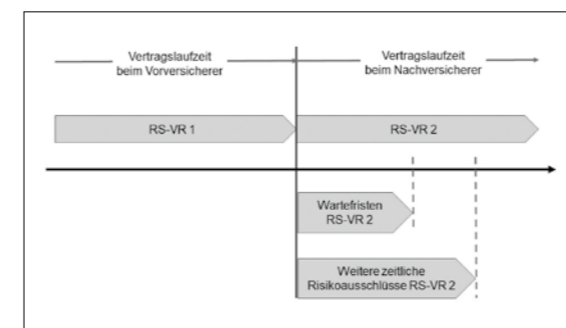 Vertragslaufzeit
beim Vorversicherer
Vertragslaufzeit
beim Nachversicherer
RS-VR 1
RS-VR 2
Wartefristen
RS-VR 2
Weitere zeitliche
Risikoausschlüsse RS-VR 2